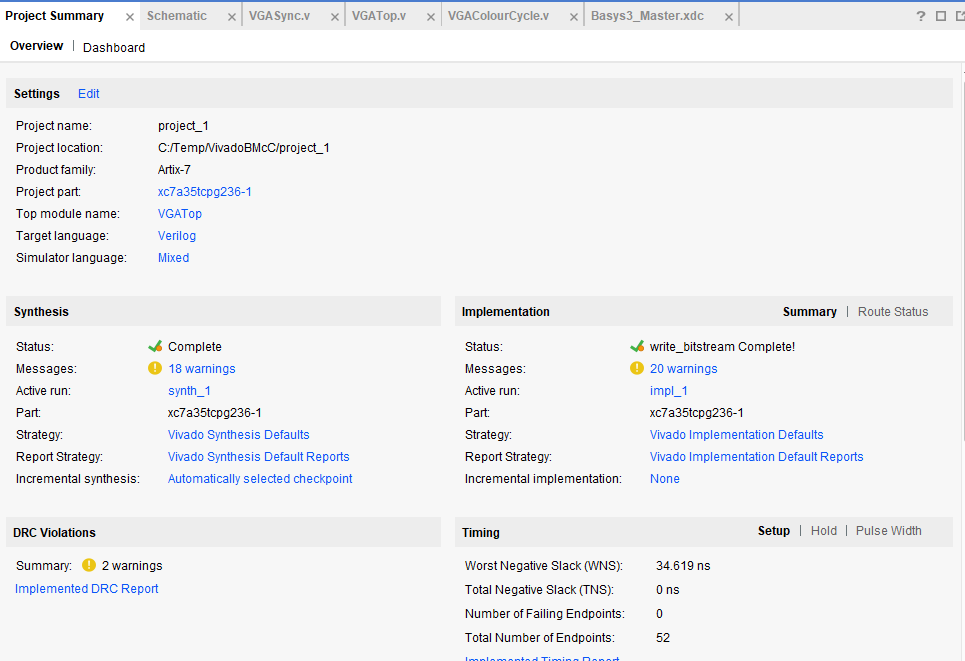 Project Summary × Schematic × VGASync.v × VGATop.v × VGAColourCycle.v × Basys3_Master.xdc × ?
Overview | Dashboard
Settings Edit
Project name: project_1
Project location: C:/Temp/VivadoBMcC/project_1
Product family: Artix-7
Project part: xc7a35tcpg236-1
Top module name: VGATop
Target language: Verilog
Simulator language: Mixed
Synthesis
Status: Complete
Messages: 18 warnings
Active run: synth_1
Part: xc7a35tcpg236-1
Strategy: Vivado Synthesis Defaults
Report Strategy: Vivado Synthesis Default Reports
Incremental synthesis: Automatically selected checkpoint
Implementation Summary | Route Status
Status: write_bitstream Complete!
Messages: 20 warnings
Active run: impl_1
Part: xc7a35tcpg236-1
Strategy: Vivado Implementation Defaults
Report Strategy: Vivado Implementation Default Reports
Incremental implementation: None
DRC Violations
Summary: 2 warnings
Implemented DRC Report
Timing Setup | Hold | Pulse Width
Worst Negative Slack (WNS): 34.619 ns
Total Negative Slack (TNS): 0 ns
Number of Failing Endpoints: 0
Total Number of Endpoints: 52
Implemented Timing Report